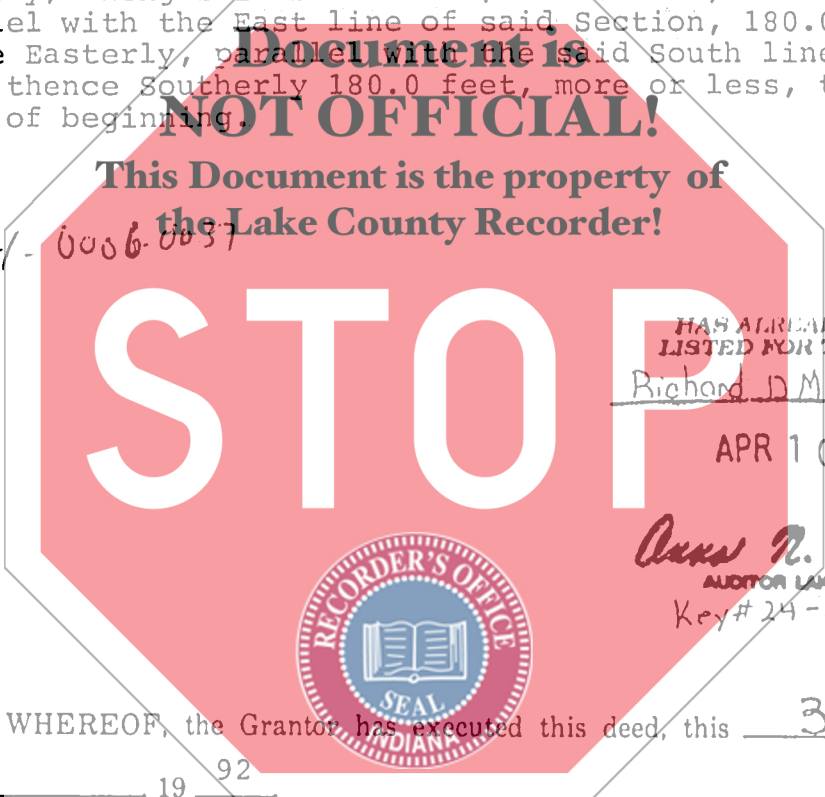 el with the East line of said Section, 180.0
Easterly, parallel with the said South line
thence Southerly 180.0 feet, more or less,
of beginning.
Document is
NOT OFFICIAL!
This Document is the property of
the Lake County Recorder!
0006-0037
STOP
HAS ALREA
LISTED FOR
Richard D M
APR 1
AUDITOR LAK
Key# 24-
RECORDER'S OFFICE
SEAL
INDIANA
WHEREOF, the Grantor has executed this deed, this 3
19 92